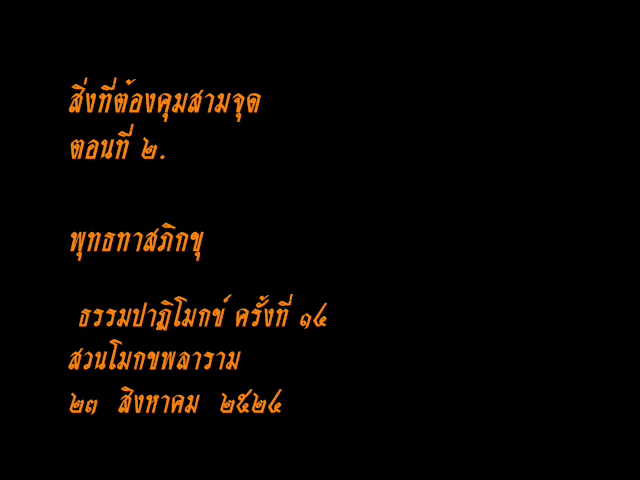 สิ่งที่ต้องคุมสามจุด
ตอนที่ ๒.
พุทธทาสภิกขุ
ธรรมปาฏิโมกข์ ครั้งที่ ๑๔
สวนโมกขพลาราม
๒๓ สิงหาคม ๒๕๒๔